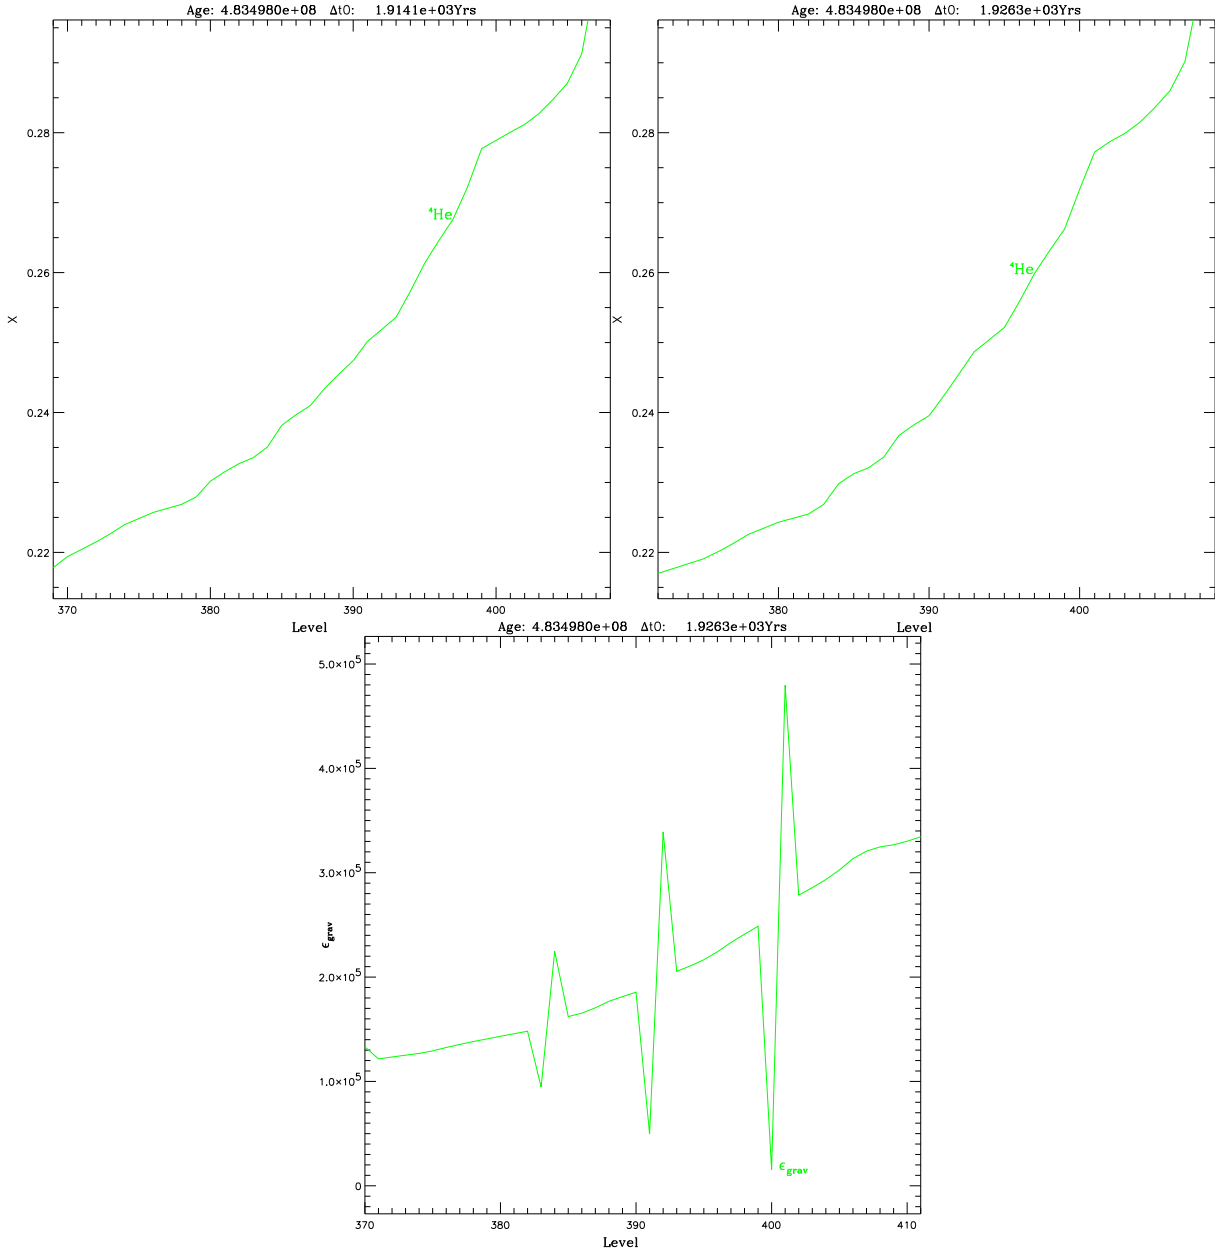 Age: 4.834980e+08 Δt0: 1.9141e+03Yrs
0.28
0.26
0.24
0.22
X
⁴He
370 380 390 400
Level
Age: 4.834980e+08 Δt0: 1.9263e+03Yrs
0.28
0.26
0.24
0.22
X
⁴He
380 390 400
Level
Age: 4.834980e+08 Δt0: 1.9263e+03Yrs
5.0×10⁵
4.0×10⁵
3.0×10⁵
2.0×10⁵
1.0×10⁵
0
ϵgrav
ϵgrav
370 380 390 400 410
Level